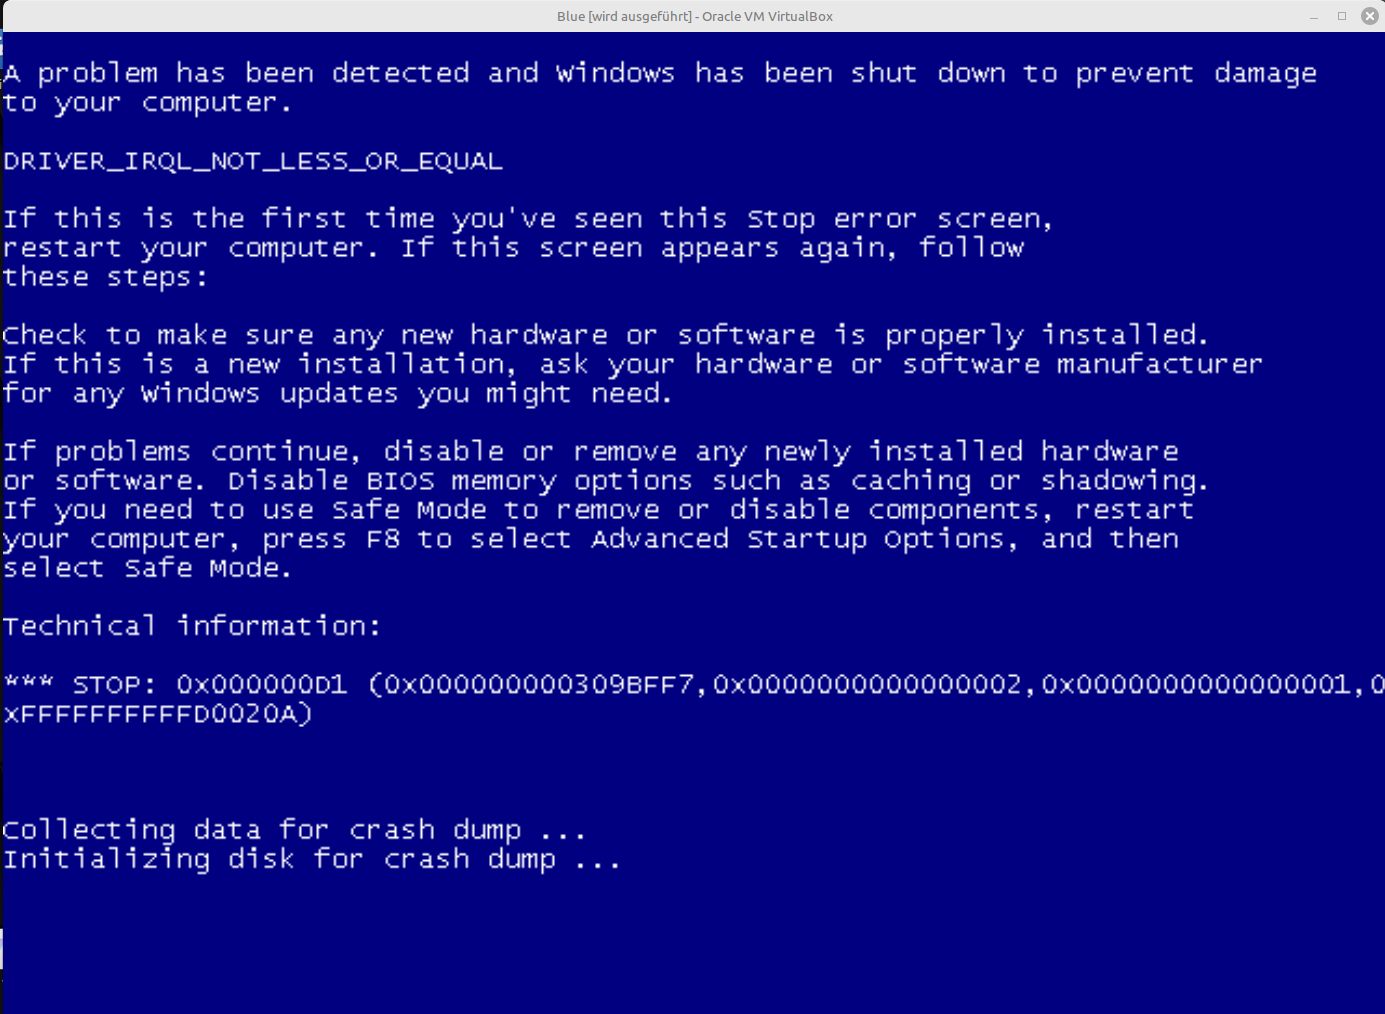 Blue [wird ausgeführt] - Oracle VM VirtualBox
A problem has been detected and Windows has been shut down to prevent damage
to your computer.
DRIVER_IRQL_NOT_LESS_OR_EQUAL
If this is the first time you've seen this Stop error screen,
restart your computer. If this screen appears again, follow
these steps:
Check to make sure any new hardware or software is properly installed.
If this is a new installation, ask your hardware or software manufacturer
for any Windows updates you might need.
If problems continue, disable or remove any newly installed hardware
or software. Disable BIOS memory options such as caching or shadowing.
If you need to use Safe Mode to remove or disable components, restart
your computer, press F8 to select Advanced Startup Options, and then
select Safe Mode.
Technical information:
*** STOP: 0x000000D1 (0x000000000309BFF7,0x0000000000000002,0x0000000000000001,0
xFFFFFFFFFFD0020A)
Collecting data for crash dump ...
Initializing disk for crash dump ...